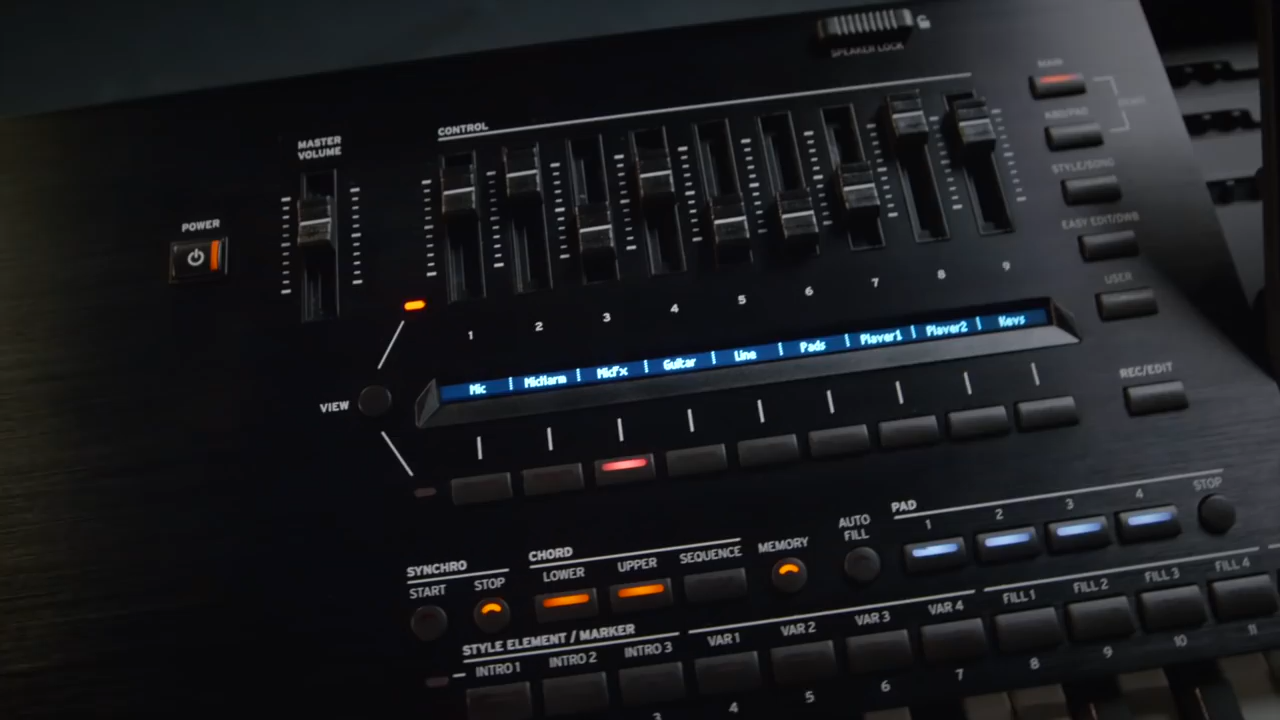 SPEAKER LOCK
MAIN
MASTER
VOLUME
CONTROL
STYLE/SONG
POWER
EASY EDIT/DWB
USER
1 2 3 4 5 6 7 8 9
Mic MicHarm MicFx Guitar Line Pads Player1 Player2 Keys
VIEW
REC/EDIT
PAD
1 2 3 4 STOP
AUTO
FILL
SYNCHRO
START STOP
CHORD
LOWER UPPER SEQUENCE
MEMORY
STYLE ELEMENT / MARKER
INTRO 1 INTRO 2 INTRO 3 VAR 1 VAR 2 VAR 3 VAR 4 FILL 1 FILL 2 FILL 3 FILL 4
3 4 5 6 7 8 9 10 11